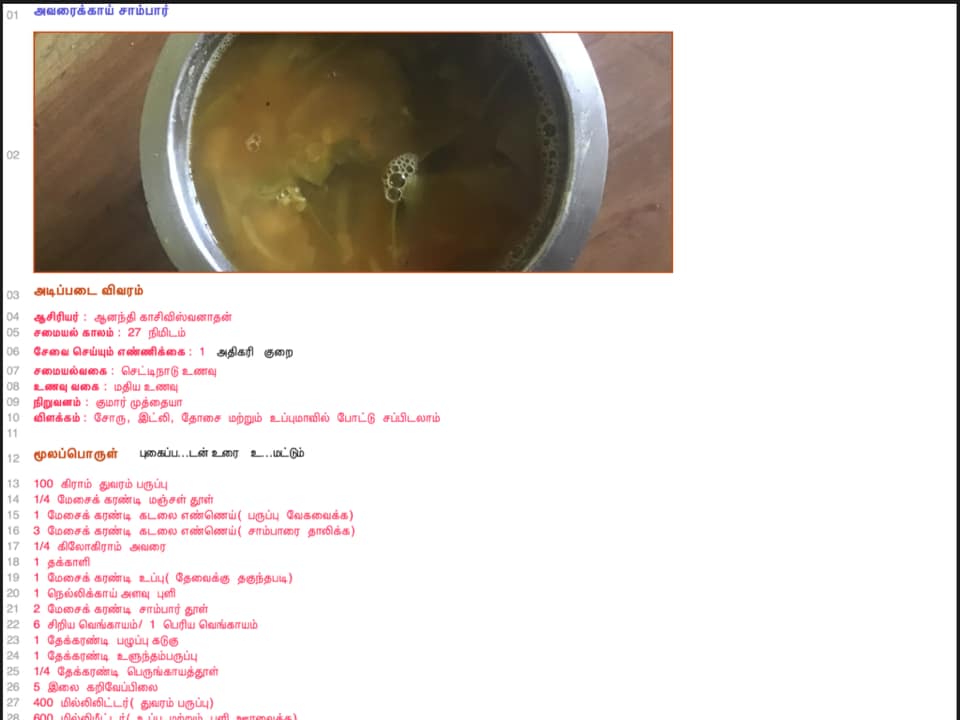 01 அவரைக்காய் சாம்பார்
02
03 அடிப்படை விவரம்
04 ஆசிரியர் : ஆனந்தி காசிவிஸ்வனாதன்
05 சமையல் காலம் : 27 நிமிடம்
06 சேவை செய்யும் எண்ணிக்கை : 1 அதிகரி குறை
07 சமையல்வகை : செட்டிநாடு உணவு
08 உணவு வகை : மதிய உணவு
09 நிறுவனம் : குமார் முத்தையா
10 விளக்கம் : சோரு, இட்லி, தோசை மற்றும் உப்புமாவில் போட்டு சப்பிடலாம்
11
12 மூலப்பொருள் புகைப்ப...டன் உரை உ...மட்டும்
13 100 கிராம் துவரம் பருப்பு
14 1/4 மேசைக் கரண்டி மஞ்சள் தூள்
15 1 மேசைக் கரண்டி கடலை எண்ணெய்( பருப்பு வேகவைக்க)
16 3 மேசைக் கரண்டி கடலை எண்ணெய்( சாம்பாரை தாலிக்க)
17 1/4 கிலோகிராம் அவரை
18 1 தக்காளி
19 1 மேசைக் கரண்டி உப்பு( தேவைக்கு தகுந்தபடி)
20 1 நெல்லிக்காய் அளவு புளி
21 2 மேசைக் கரண்டி சாம்பார் தூள்
22 6 சிறிய வெங்காயம்/ 1 பெரிய வெங்காயம்
23 1 தேக்கரண்டி பழுப்பு கடுகு
24 1 தேக்கரண்டி உளுந்தம்பருப்பு
25 1/4 தேக்கரண்டி பெருங்காயத்தூள்
26 5 இலை கறிவேப்பிலை
27 400 மில்லிலிட்டர்( துவரம் பருப்பு)
28 600 மில்லிமீட்டர்( உப்பு மற்றும் புளி ஊரவைக்க)